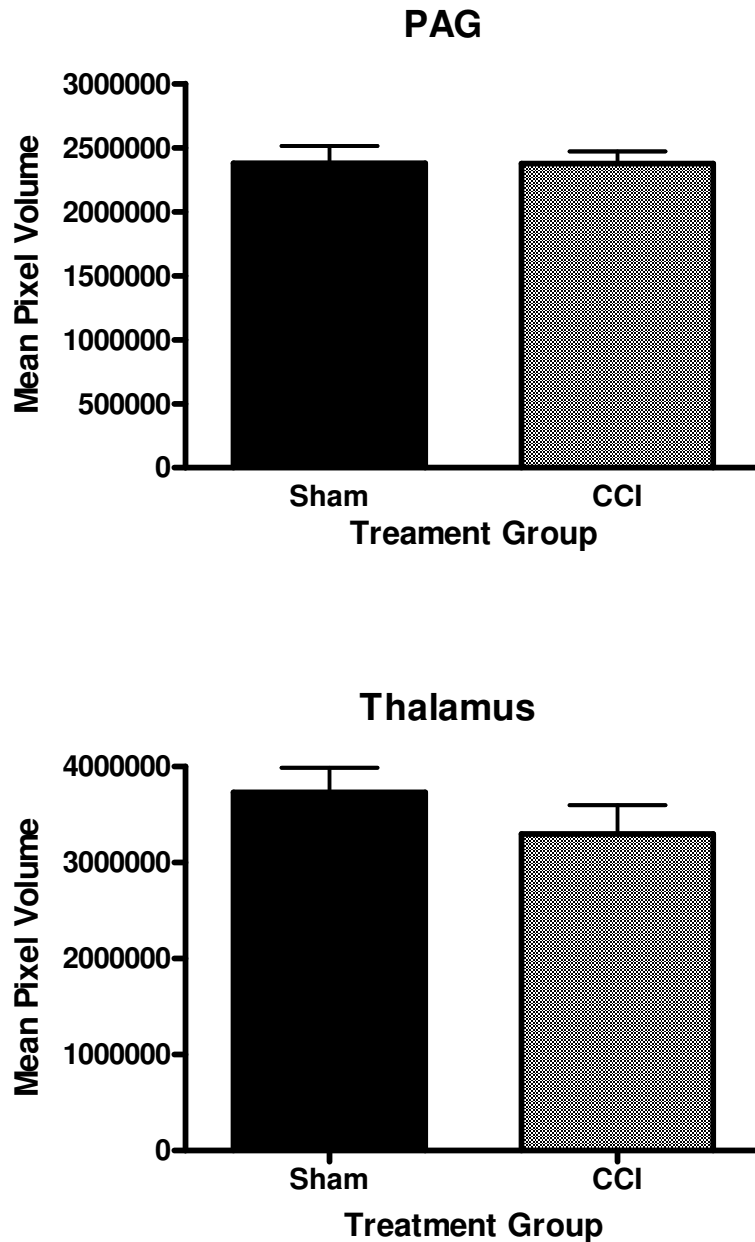 PAG
3000000
2500000
2000000
1500000
1000000
500000
0
Mean Pixel Volume
Sham CCI
Treament Group
Thalamus
4000000
3000000
2000000
1000000
0
Mean Pixel Volume
Sham CCI
Treatment Group